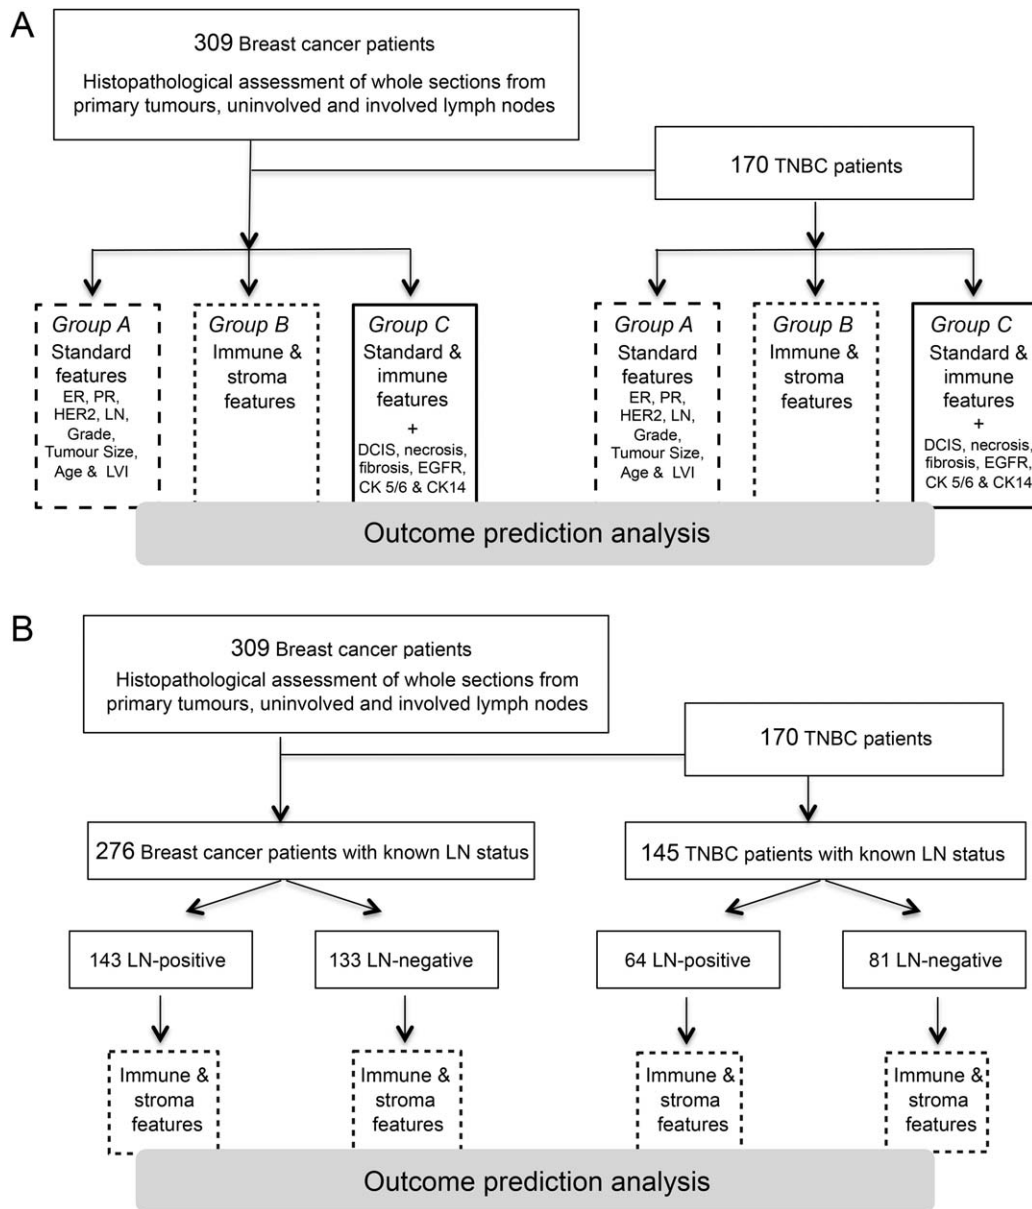 A
309 Breast cancer patients
Histopathological assessment of whole sections from
primary tumours, uninvolved and involved lymph nodes
170 TNBC patients
Group A
Standard
features
ER, PR,
HER2, LN,
Grade,
Tumour Size,
Age & LVI
Group B
Immune &
stroma
features
Group C
Standard &
immune
features
+
DCIS, necrosis,
fibrosis, EGFR,
CK 5/6 & CK14
Group A
Standard
features
ER, PR,
HER2, LN,
Grade,
Tumour Size,
Age & LVI
Group B
Immune &
stroma
features
Group C
Standard &
immune
features
+
DCIS, necrosis,
fibrosis, EGFR,
CK 5/6 & CK14
Outcome prediction analysis
B
309 Breast cancer patients
Histopathological assessment of whole sections from
primary tumours, uninvolved and involved lymph nodes
170 TNBC patients
276 Breast cancer patients with known LN status
145 TNBC patients with known LN status
143 LN-positive
133 LN-negative
64 LN-positive
81 LN-negative
Immune &
stroma
features
Immune &
stroma
features
Immune &
stroma
features
Immune &
stroma
features
Outcome prediction analysis